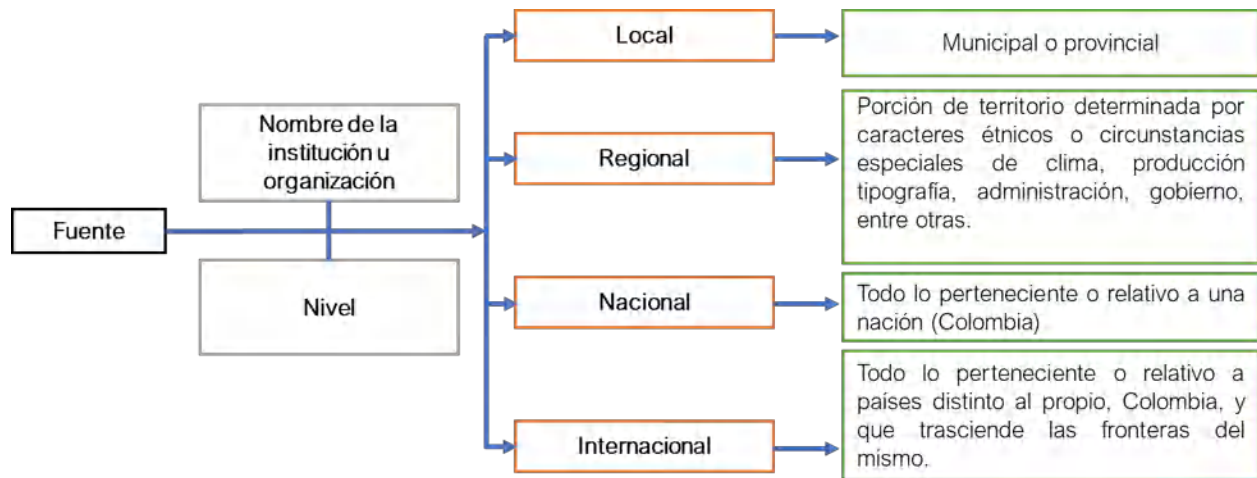 Fuente
Nombre de la
institución u
organización
Nivel
Local
Municipal o provincial
Regional
Porción de territorio determinada por
caracteres étnicos o circunstancias
especiales de clima, producción
tipografía, administración, gobierno,
entre otras.
Nacional
Todo lo perteneciente o relativo a una
nación (Colombia)
Internacional
Todo lo perteneciente o relativo a
países distinto al propio, Colombia, y
que trasciende las fronteras del
mismo.